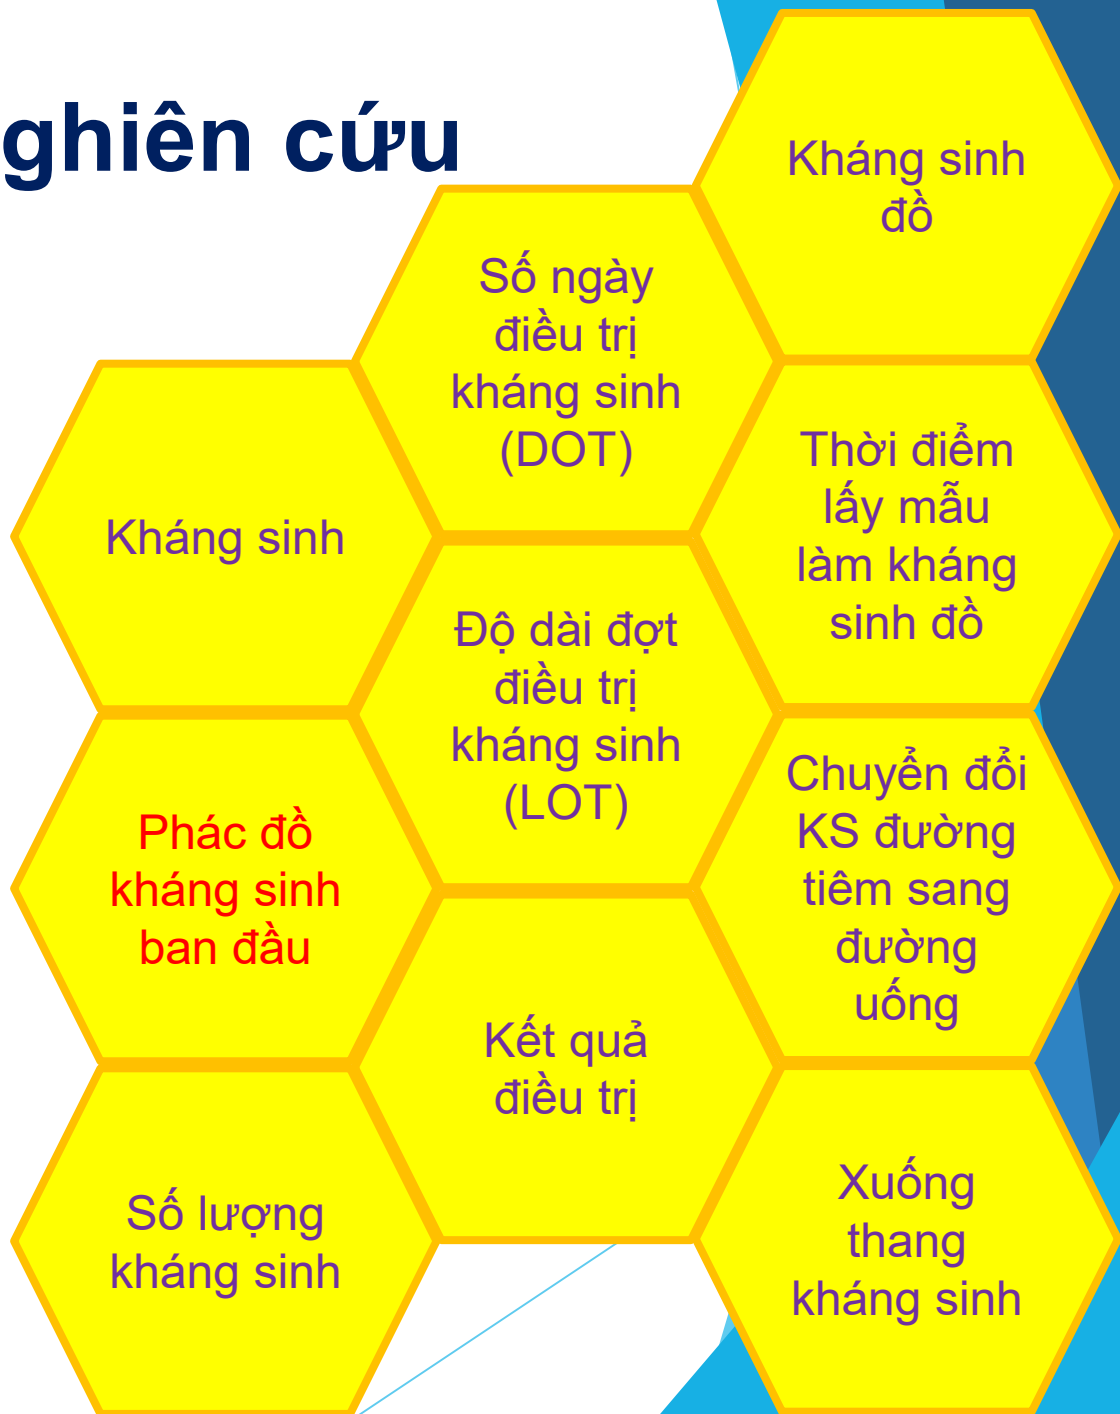 ghiên cứu
Kháng sinh
Phác đồ
kháng sinh
ban đầu
Số lượng
kháng sinh
Số ngày
điều trị
kháng sinh
(DOT)
Độ dài đợt
điều trị
kháng sinh
(LOT)
Kết quả
điều trị
Kháng sinh
đồ
Thời điểm
lấy mẫu
làm kháng
sinh đồ
Chuyển đổi
KS đường
tiêm sang
đường
uống
Xuống
thang
kháng sinh